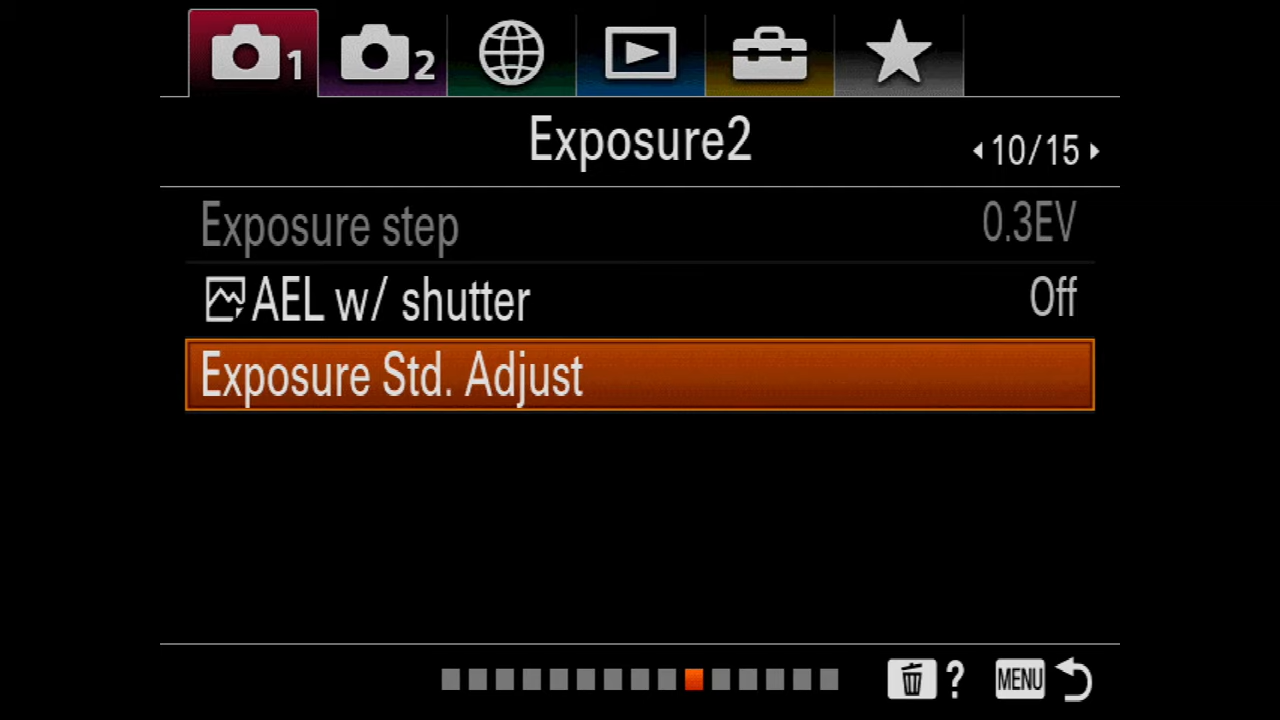 1 2
Exposure2 10/15
Exposure step 0.3EV
AEL w/ shutter Off
Exposure Std. Adjust
? MENU